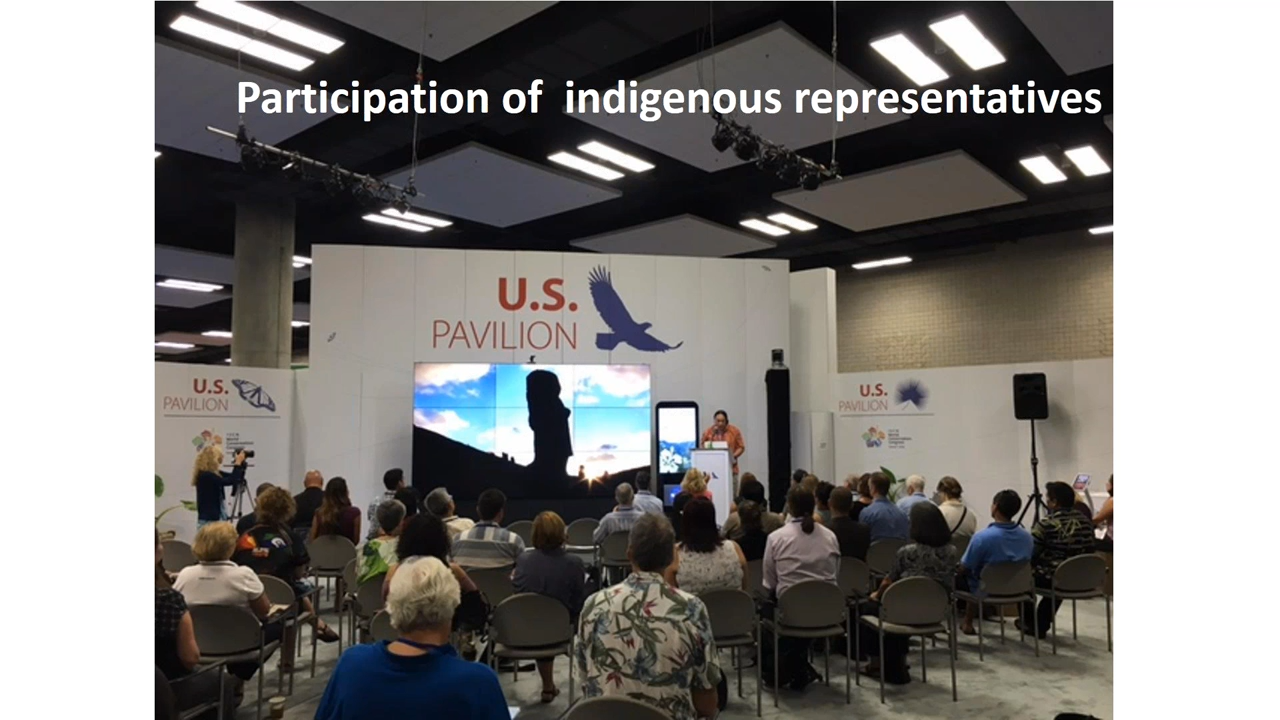 Participation of  indigenous representatives
U.S.
PAVILION
U.S.
PAVILION
U.S.
PAVILION